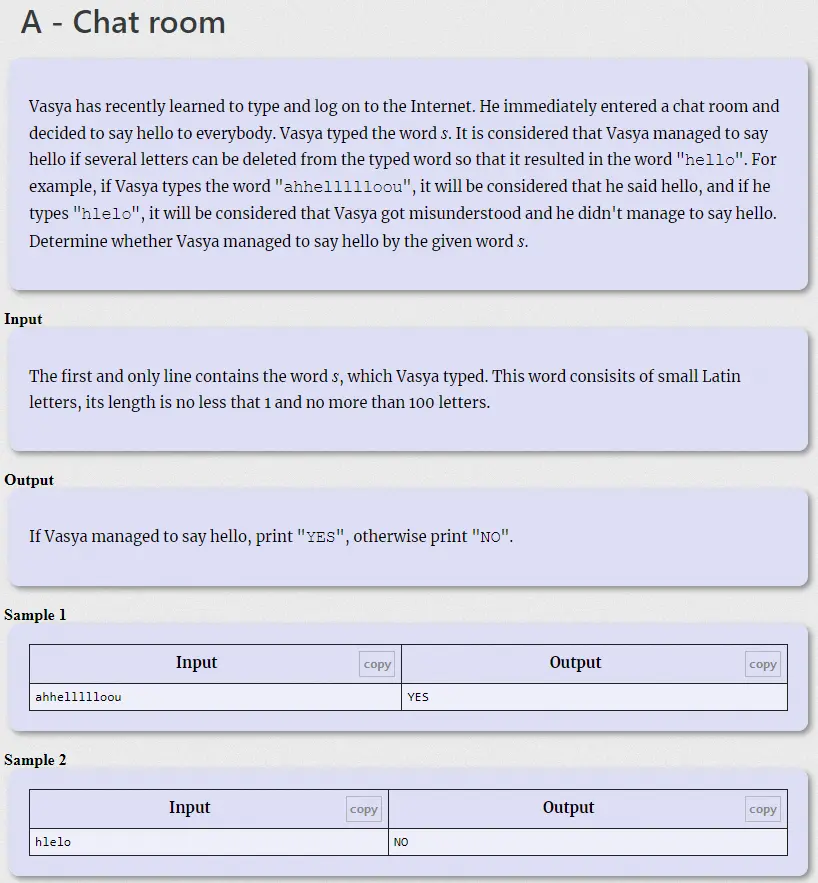 A - Chat room
Vasya has recently learned to type and log on to the Internet. He immediately entered a chat room and
decided to say hello to everybody. Vasya typed the word s. It is considered that Vasya managed to say
hello if several letters can be deleted from the typed word so that it resulted in the word "hello". For
example, if Vasya types the word "ahhellllloou", it will be considered that he said hello, and if he
types "hlelo", it will be considered that Vasya got misunderstood and he didn't manage to say hello.
Determine whether Vasya managed to say hello by the given word s.
Input
The first and only line contains the word s, which Vasya typed. This word consisits of small Latin
letters, its length is no less that 1 and no more than 100 letters.
Output
If Vasya managed to say hello, print "YES", otherwise print "NO".
Sample 1
Input copy Output copy
ahhellllloou YES
Sample 2
Input copy Output copy
hlelo NO